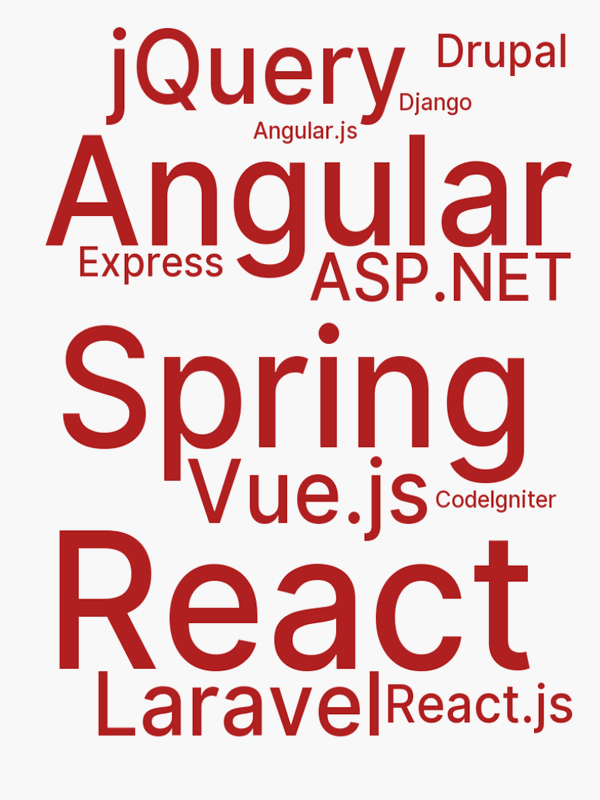 jQuery
Drupal
Django
Angular.js
Angular
Express
ASP.NET
Spring
Vue.js
CodeIgniter
React
Laravel
React.js